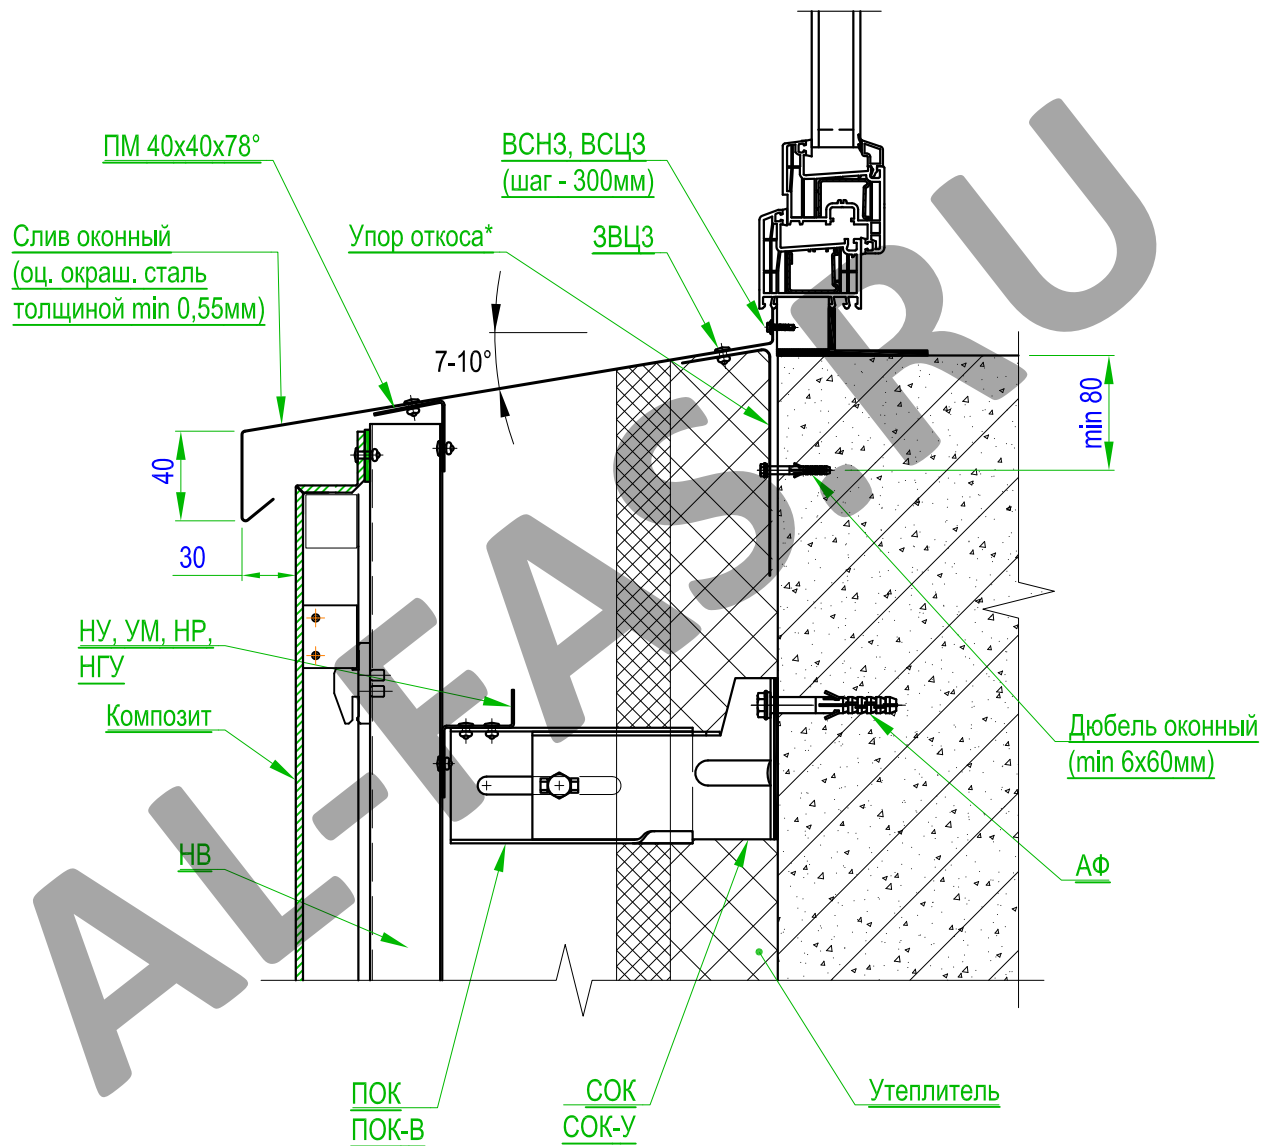 ПМ 40x40x78°
ВСНЗ, ВСЦЗ
(шаг - 300мм)
Слив оконный
(оц. окраш. сталь
толщиной min 0,55мм)
Упор откоса*
ЗВЦЗ
7-10°
min 80
40
30
НУ, УМ, НР,
НГУ
Композит
Дюбель оконный
(min 6x60мм)
НВ
АФ
ПОК
ПОК-В
СОК
СОК-У
Утеплитель
AL-FAS.RU